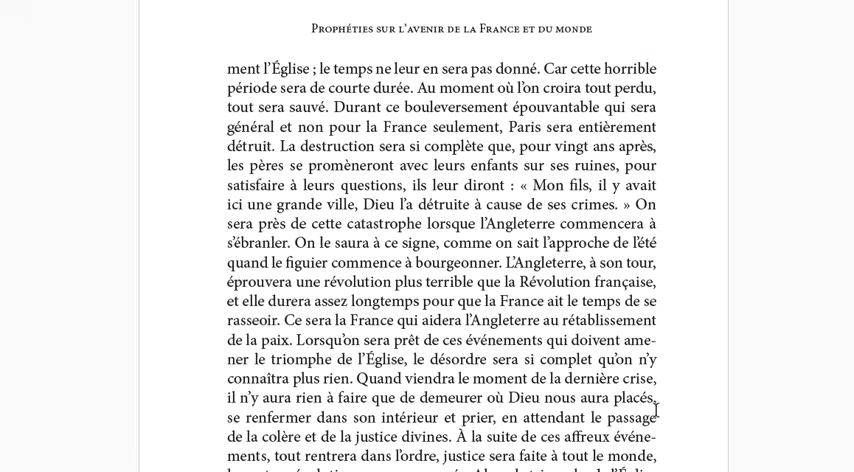 Prophéties sur l’avenir de la France et du monde
ment l’Église ; le temps ne leur en sera pas donné. Car cette horrible
période sera de courte durée. Au moment où l’on croira tout perdu,
tout sera sauvé. Durant ce bouleversement épouvantable qui sera
général et non pour la France seulement, Paris sera entièrement
détruit. La destruction sera si complète que, pour vingt ans après,
les pères se promèneront avec leurs enfants sur ses ruines, pour
satisfaire à leurs questions, ils leur diront : « Mon fils, il y avait
ici une grande ville, Dieu l’a détruite à cause de ses crimes. » On
sera près de cette catastrophe lorsque l’Angleterre commencera à
s’ébranler. On le saura à ce signe, comme on sait l’approche de l’été
quand le figuier commence à bourgeonner. L’Angleterre, à son tour,
éprouvera une révolution plus terrible que la Révolution française,
et elle durera assez longtemps pour que la France ait le temps de se
rasseoir. Ce sera la France qui aidera l’Angleterre au rétablissement
de la paix. Lorsqu’on sera prêt de ces événements qui doivent ame-
ner le triomphe de l’Église, le désordre sera si complet qu’on n’y
connaîtra plus rien. Quand viendra le moment de la dernière crise,
il n’y aura rien à faire que de demeurer où Dieu nous aura placés,
se renfermer dans son intérieur et prier, en attendant le passage
de la colère et de la justice divines. À la suite de ces affreux événe-
ments, tout rentrera dans l’ordre, justice sera faite à tout le monde,